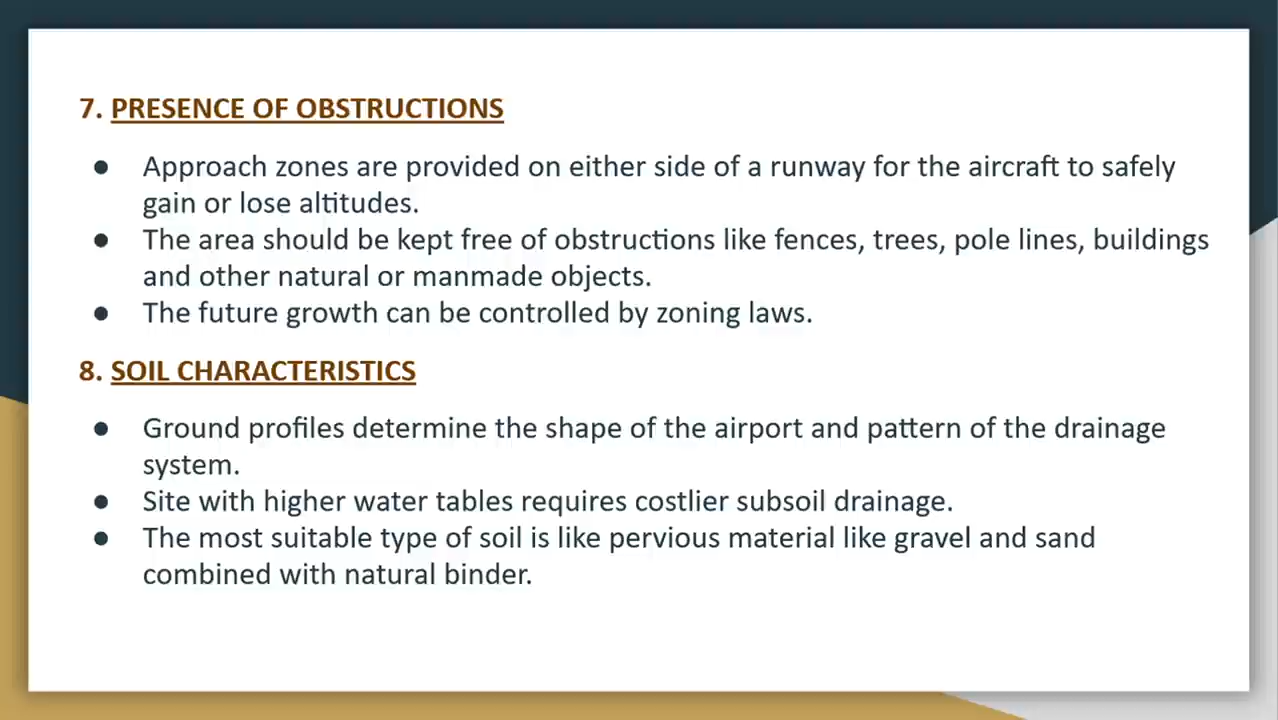 7. PRESENCE OF OBSTRUCTIONS
● Approach zones are provided on either side of a runway for the aircraft to safely
gain or lose altitudes.
● The area should be kept free of obstructions like fences, trees, pole lines, buildings
and other natural or manmade objects.
● The future growth can be controlled by zoning laws.
8. SOIL CHARACTERISTICS
● Ground profiles determine the shape of the airport and pattern of the drainage
system.
● Site with higher water tables requires costlier subsoil drainage.
● The most suitable type of soil is like pervious material like gravel and sand
combined with natural binder.